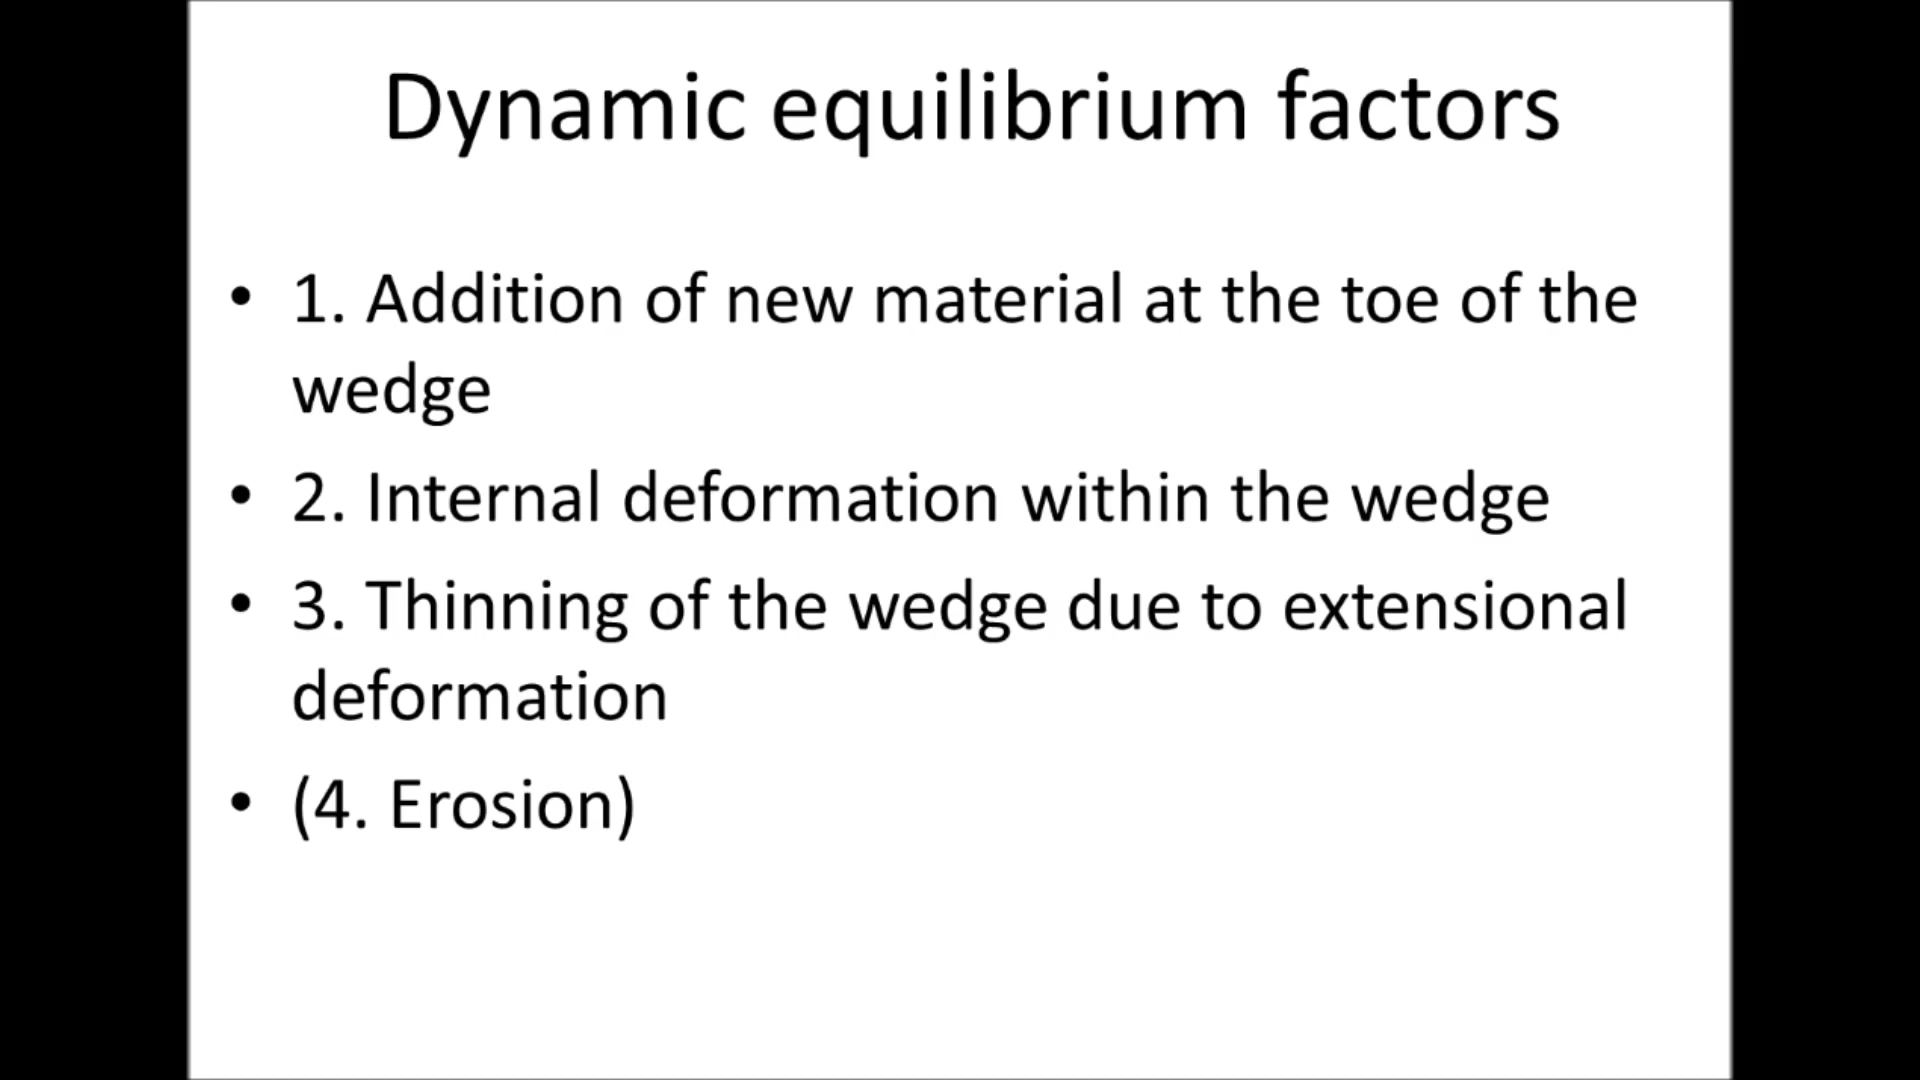 Dynamic equilibrium factors
• 1. Addition of new material at the toe of the
wedge
• 2. Internal deformation within the wedge
• 3. Thinning of the wedge due to extensional
deformation
• (4. Erosion)